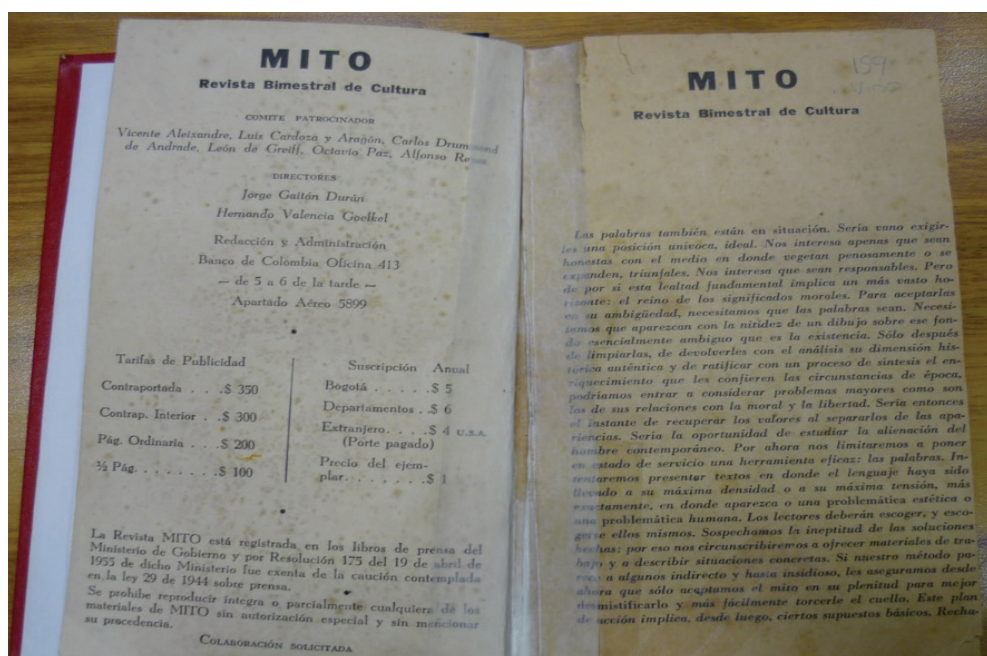 MITO
Revista Bimestral de Cultura
COMITE PATROCINADOR
Vicente Aleixandre, Luis Cardoza y Aragón, Carlos Drummond
de Andrade, León de Greiff, Octavio Paz, Alfonso Reyes
DIRECTORES
Jorge Gaitán Durán
Hernando Valencia Goelkel
Redacción y Administración
Banco de Colombia Oficina 413
— de 5 a 6 de la tarde —
Apartado Aéreo 5899
Tarifas de Publicidad
Contraportada . . .$ 350
Contrap. Interior . .$ 300
Pág. Ordinaria . . .$ 200
½ Pág. . . . . . . .$ 100
Suscripción Anual
Bogotá . . . . . .$ 5
Departamentos . .$ 6
Extranjero. . . . .$ 4 U.S.A.
(Porte pagado)
Precio del ejem-
plar. . . . . . . .$ 1
La Revista MITO está registrada en los libros de prensa del
Ministerio de Gobierno y por Resolución 175 del 19 de abril de
1955 de dicho Ministerio fue exenta de la caución contemplada
en la ley 29 de 1944 sobre prensa.
Se prohibe reproducir íntegra o parcialmente cualquiera de los
materiales de MITO sin autorización especial y sin mencionar
su procedencia.
COLABORACIÓN SOLICITADA
MITO
Revista Bimestral de Cultura
Las palabras también están en situación. Sería vano exigir-
les una posición univóca, ideal. Nos interesa apenas que sean
honestas con el medio en donde vegetan penosamente o se
expanden, triunfales. Nos interesa que sean responsables. Pero
de por sí esta lealtad fundamental implica un más vasto ho-
rizonte: el reino de los significados morales. Para aceptarlas
en su ambigüedad, necesitamos que las palabras sean. Necesi-
tamos que aparezcan con la nitidez de un dibujo sobre ese fon-
do esencialmente ambiguo que es la existencia. Sólo después
de limpiarlas, de devolverles con el análisis su dimensión his-
tórica auténtica y de ratificar con un proceso de síntesis el en-
riquecimiento que les confieren las circunstancias de época,
podríamos entrar a considerar problemas mayores como son
los de sus relaciones con la moral y la libertad. Sería entonces
el instante de recuperar los valores al separarlos de las apa-
riencias. Sería la oportunidad de estudiar la alienación del
hombre contemporáneo. Por ahora nos limitaremos a poner
en estado de servicio una herramienta eficaz: las palabras. In-
tentaremos presentar textos en donde el lenguaje haya sido
llevado a su máxima densidad o a su máxima tensión, más
exactamente, en donde aparezca o una problemática estética o
una problemática humana. Los lectores deberán escoger, y esco-
gerse ellos mismos. Sospechamos la ineptitud de las soluciones
hechas; por eso nos circunscribiremos a ofrecer materiales de tra-
bajo y a describir situaciones concretas. Si nuestro método pa-
rece a algunos indirecto y hasta insidioso, les aseguramos desde
ahora que sólo aceptamos el mito en su plenitud para mejor
desmistificarlo y más fácilmente torcerle el cuello. Este plan
de acción implica, desde luego, ciertos supuestos básicos. Recha-